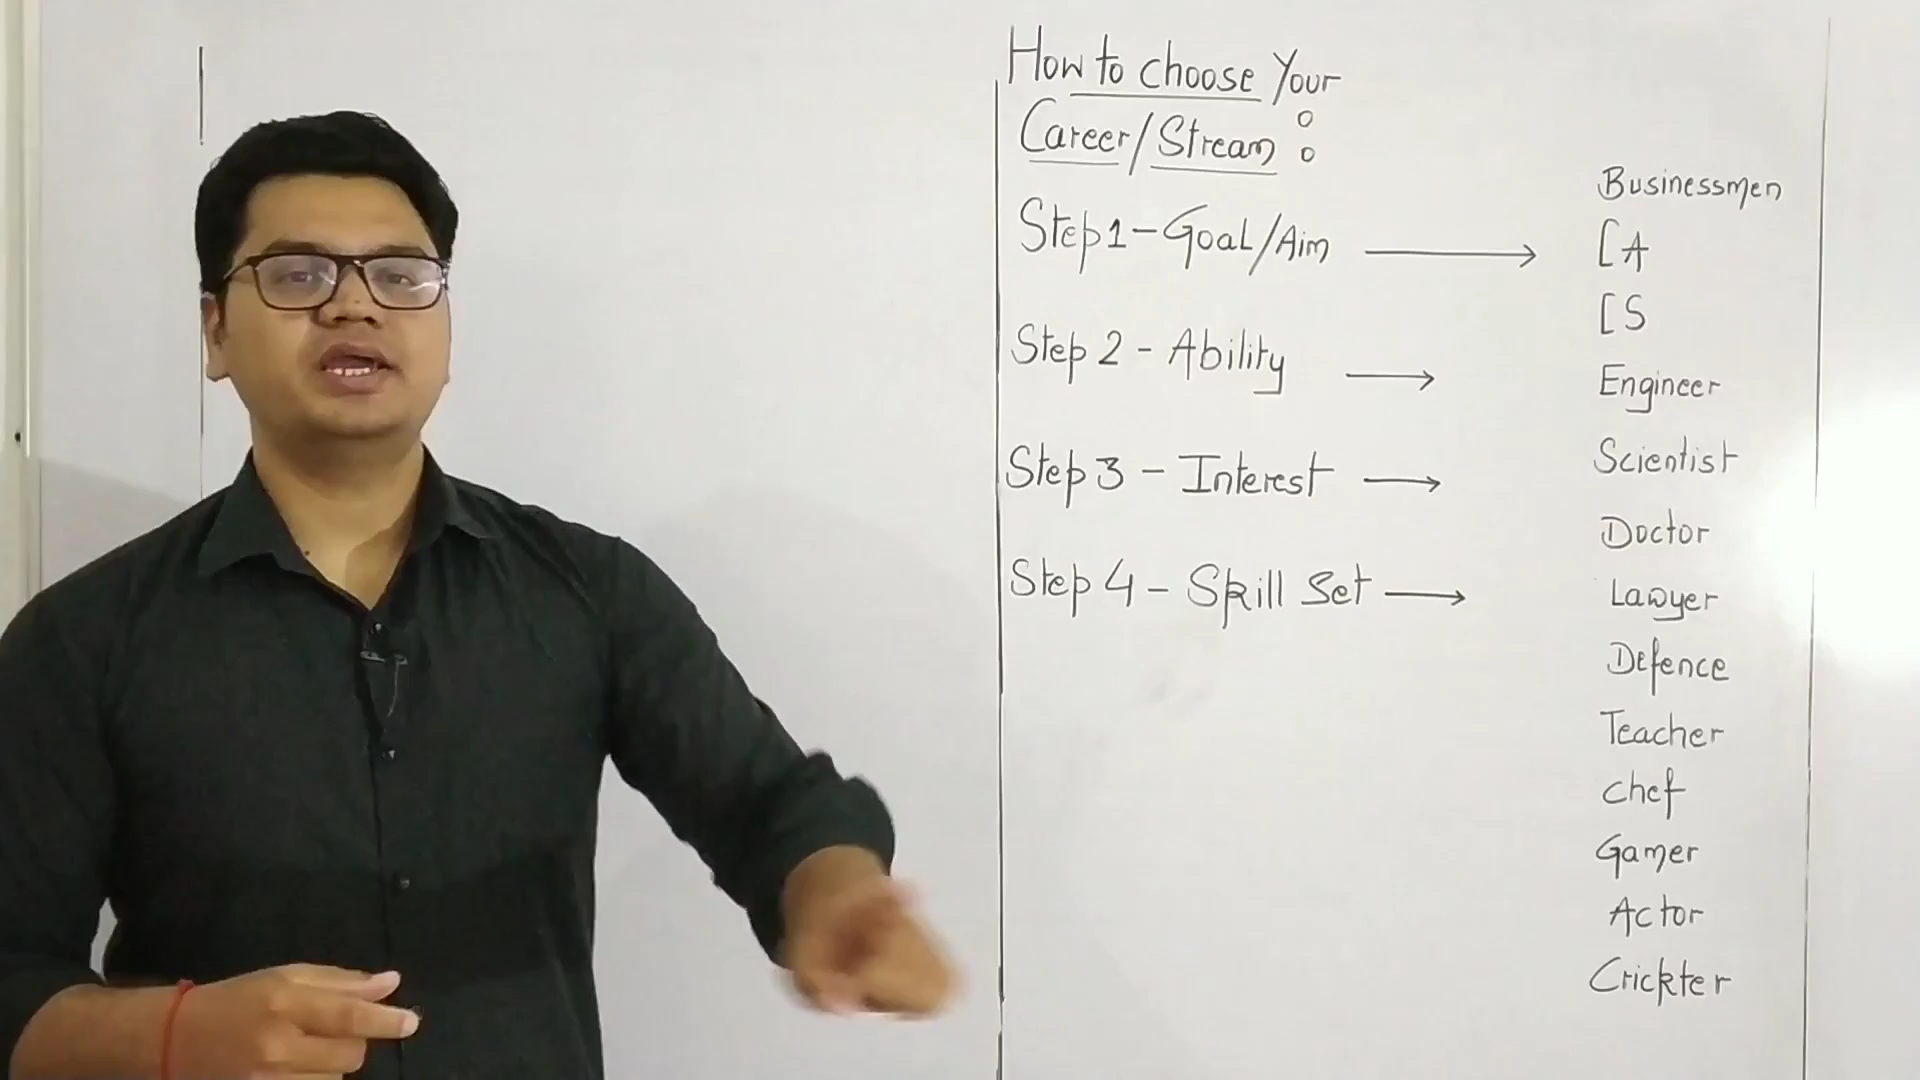 How to choose Your
Career/Stream :
Step 1 - Goal/Aim →
Step 2 - Ability →
Step 3 - Interest →
Step 4 - Skill Set →
Businessmen
CA
CS
Engineer
Scientist
Doctor
Lawyer
Defence
Teacher
Chef
Gamer
Actor
Crickter